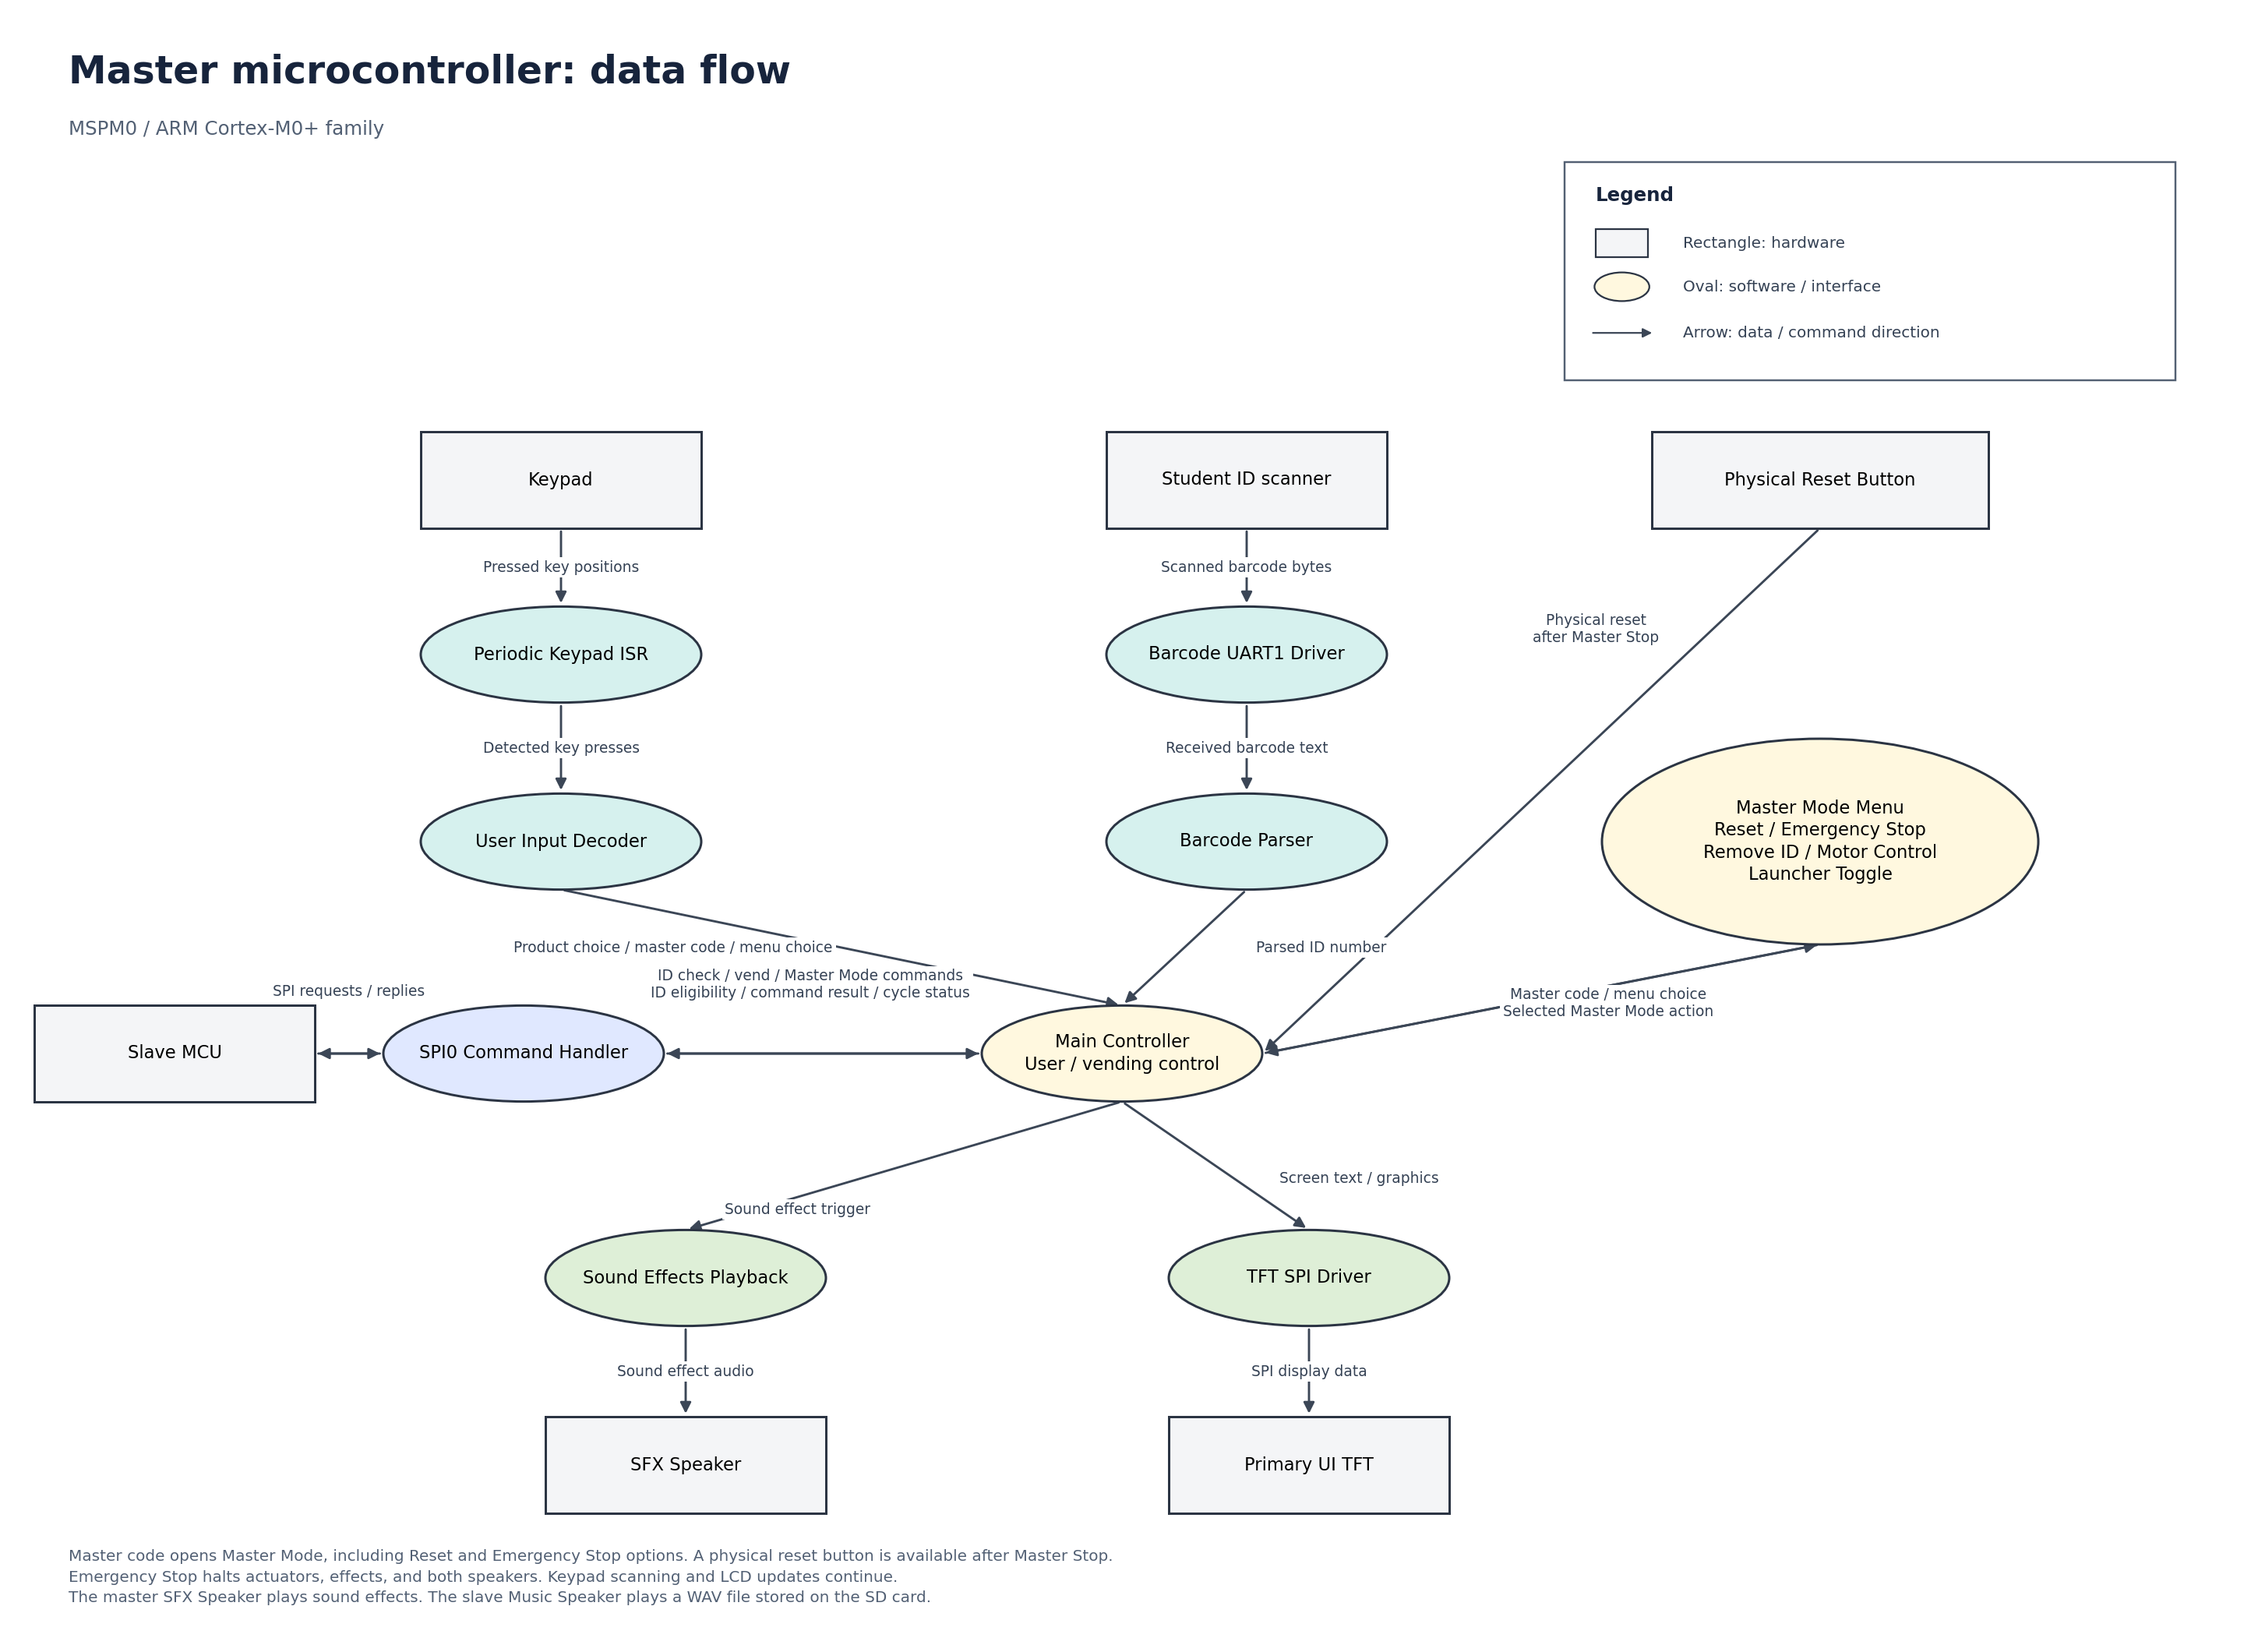 Master microcontroller: data flow
MSPM0 / ARM Cortex-M0+ family
Legend
Rectangle: hardware
Oval: software / interface
Arrow: data / command direction
Keypad
Student ID scanner
Physical Reset Button
Pressed key positions
Scanned barcode bytes
Physical reset
after Master Stop
Periodic Keypad ISR
Barcode UART1 Driver
Detected key presses
Received barcode text
User Input Decoder
Barcode Parser
Master Mode Menu
Reset / Emergency Stop
Remove ID / Motor Control
Launcher Toggle
Product choice / master code / menu choice
Parsed ID number
SPI requests / replies
ID check / vend / Master Mode commands
ID eligibility / command result / cycle status
Master code / menu choice
Selected Master Mode action
Slave MCU
SPI0 Command Handler
Main Controller
User / vending control
Screen text / graphics
Sound effect trigger
Sound Effects Playback
TFT SPI Driver
Sound effect audio
SPI display data
SFX Speaker
Primary UI TFT
Master code opens Master Mode, including Reset and Emergency Stop options. A physical reset button is available after Master Stop.
Emergency Stop halts actuators, effects, and both speakers. Keypad scanning and LCD updates continue.
The master SFX Speaker plays sound effects. The slave Music Speaker plays a WAV file stored on the SD card.